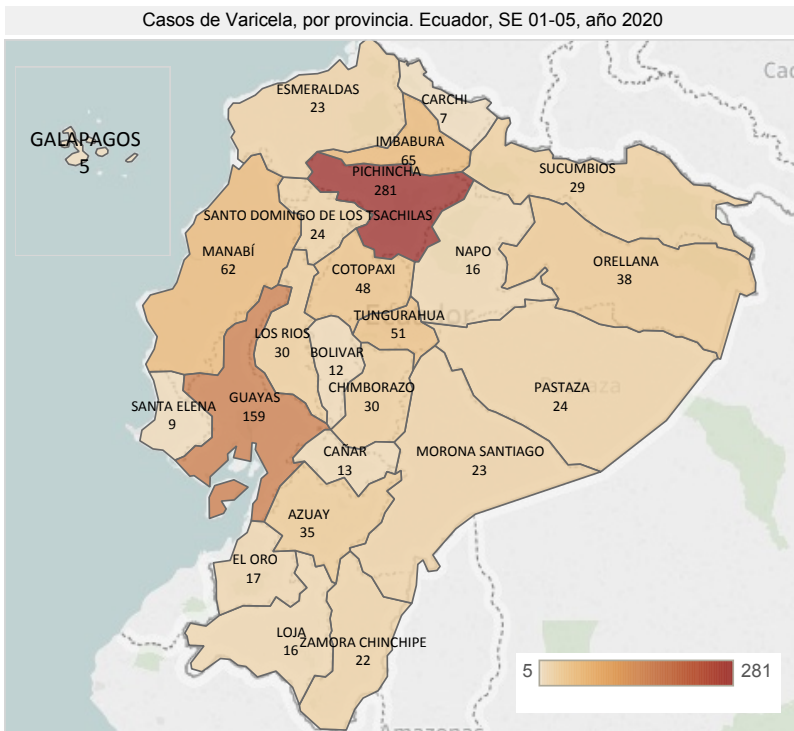 Casos de Varicela, por provincia. Ecuador, SE 01-05, año 2020
ESMERALDAS
23
CARCHI
7
GALAPAGOS
5
IMBABURA
65
PICHINCHA
281
SUCUMBIOS
29
SANTO DOMINGO DE LOS TSACHILAS
24
MANABÍ
62
COTOPAXI
48
NAPO
16
ORELLANA
38
Ecuador
TUNGURAHUA
51
LOS RIOS
30
BOLIVAR
12
CHIMBORAZO
30
PASTAZA
24
SANTA ELENA
9
GUAYAS
159
CAÑAR
13
MORONA SANTIAGO
23
AZUAY
35
EL ORO
17
LOJA
16
ZAMORA CHINCHIPE
22
5
281
Amazonas